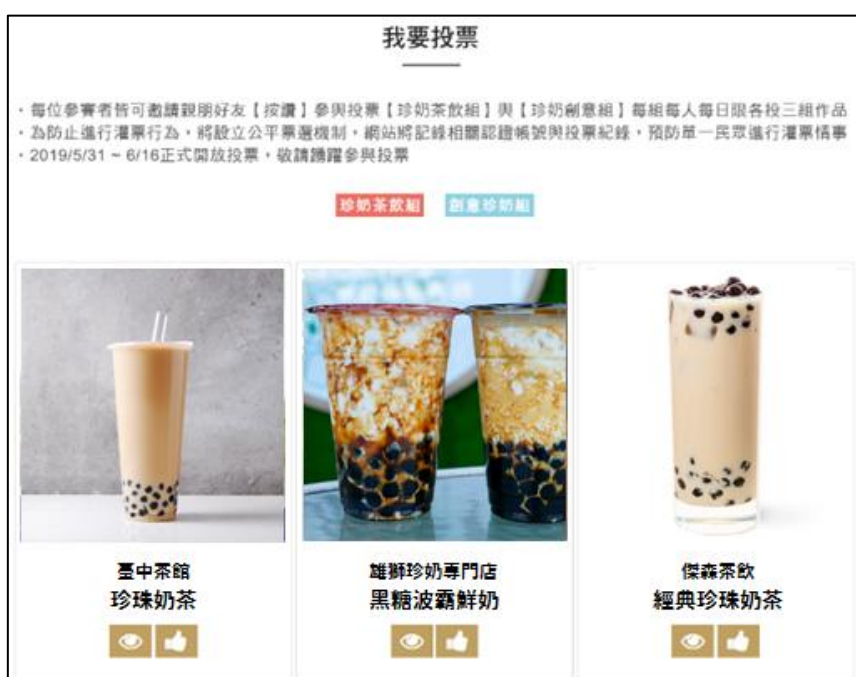 我要投票
・每位參賽者皆可邀請親朋好友【按讚】參與投票【珍奶茶飲組】與【珍奶創意組】每組每人每日限各投三組作品
・為防止進行灌票行為，將設立公平票選機制，網站將記錄相關認證帳號與投票紀錄，預防單一民眾進行灌票情事
・2019/5/31 ~ 6/16正式開放投票，敬請踴躍參與投票
珍奶茶飲組 創意珍奶組
臺中茶館
珍珠奶茶
雄獅珍奶專門店
黑糖波霸鮮奶
傑森茶飲
經典珍珠奶茶